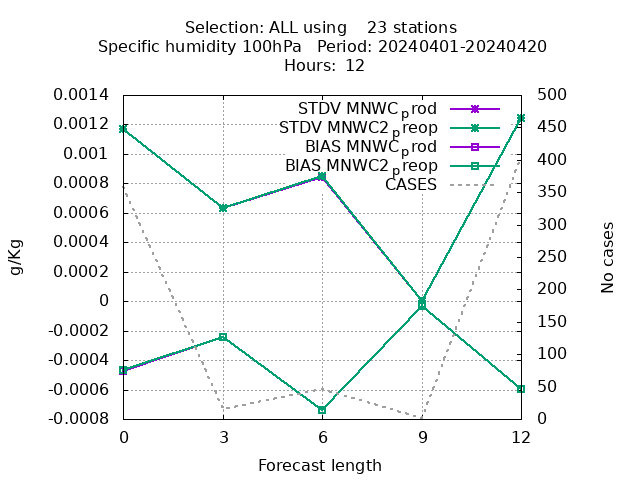 Selection: ALL using    23 stations
Specific humidity 100hPa   Period: 20240401-20240420
Hours: 12
0.0014
0.0012
0.001
0.0008
0.0006
0.0004
0.0002
0
-0.0002
-0.0004
-0.0006
-0.0008
g/Kg
STDV MNWC_prod
STDV MNWC2_preop
BIAS MNWC_prod
BIAS MNWC2_preop
CASES
500
450
400
350
300
250
200
150
100
50
0
No cases
0 3 6 9 12
Forecast length